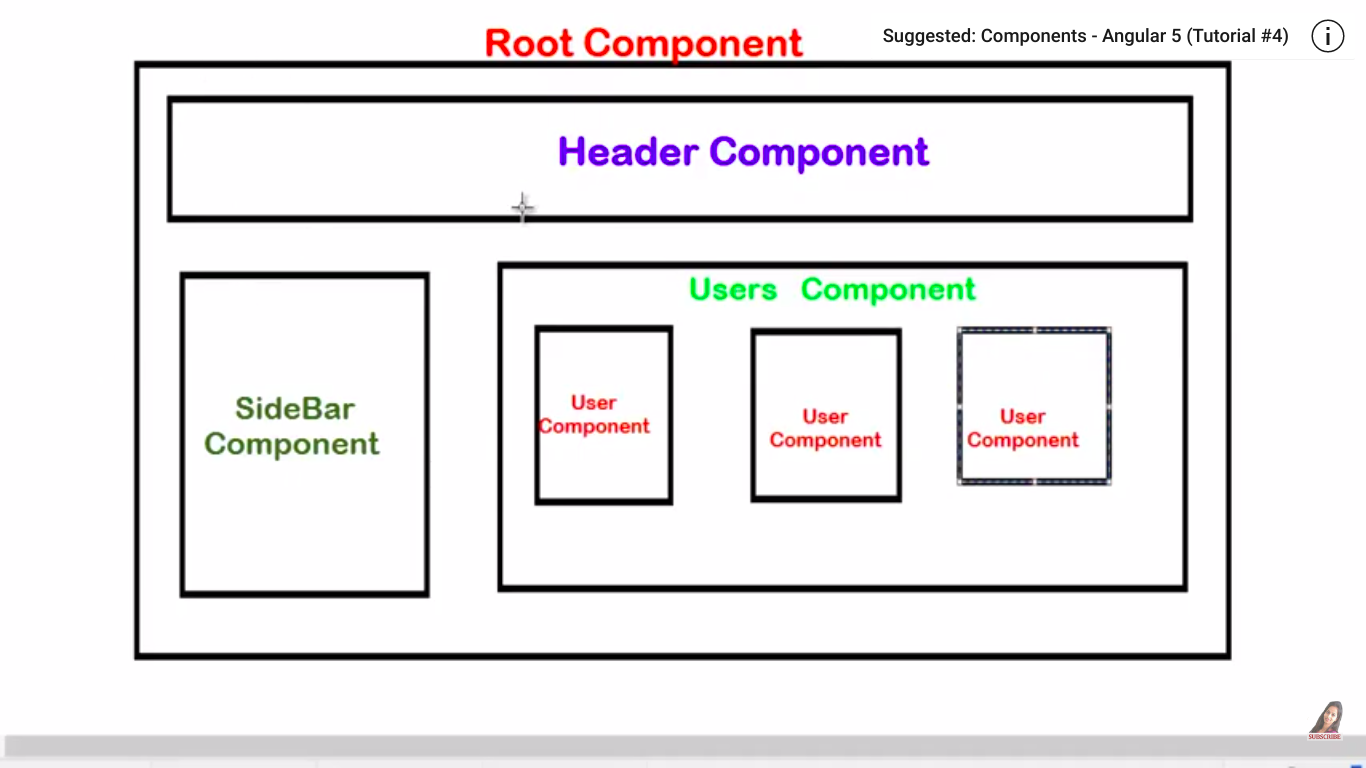 Root Component
Suggested: Components - Angular 5 (Tutorial #4)
i
Header Component
Users Component
SideBar
Component
User
Component
User
Component
User
Component
SUBSCRIBE